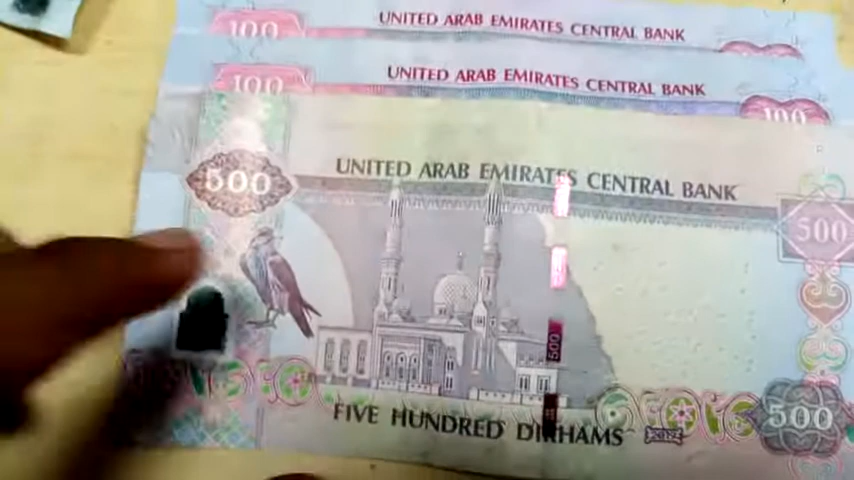 100 UNITED ARAB EMIRATES CENTRAL BANK
100 UNITED ARAB EMIRATES CENTRAL BANK 100
UNITED ARAB EMIRATES CENTRAL BANK
500 500
500
FIVE HUNDRED DIRHAMS 500